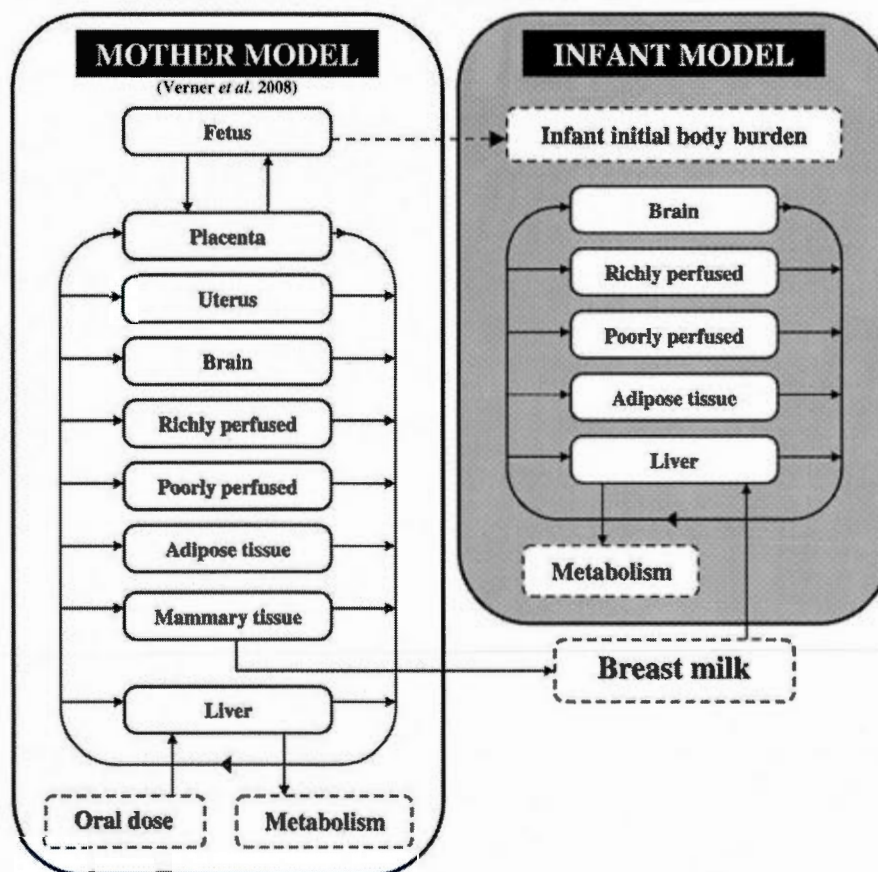 MOTHER MODEL
(Verner et al. 2008)
Fetus
Placenta
Uterus
Brain
Richly perfused
Poorly perfused
Adipose tissue
Mammary tissue
Liver
Oral dose
Metabolism
INFANT MODEL
Infant initial body burden
Brain
Richly perfused
Poorly perfused
Adipose tissue
Liver
Metabolism
Breast milk